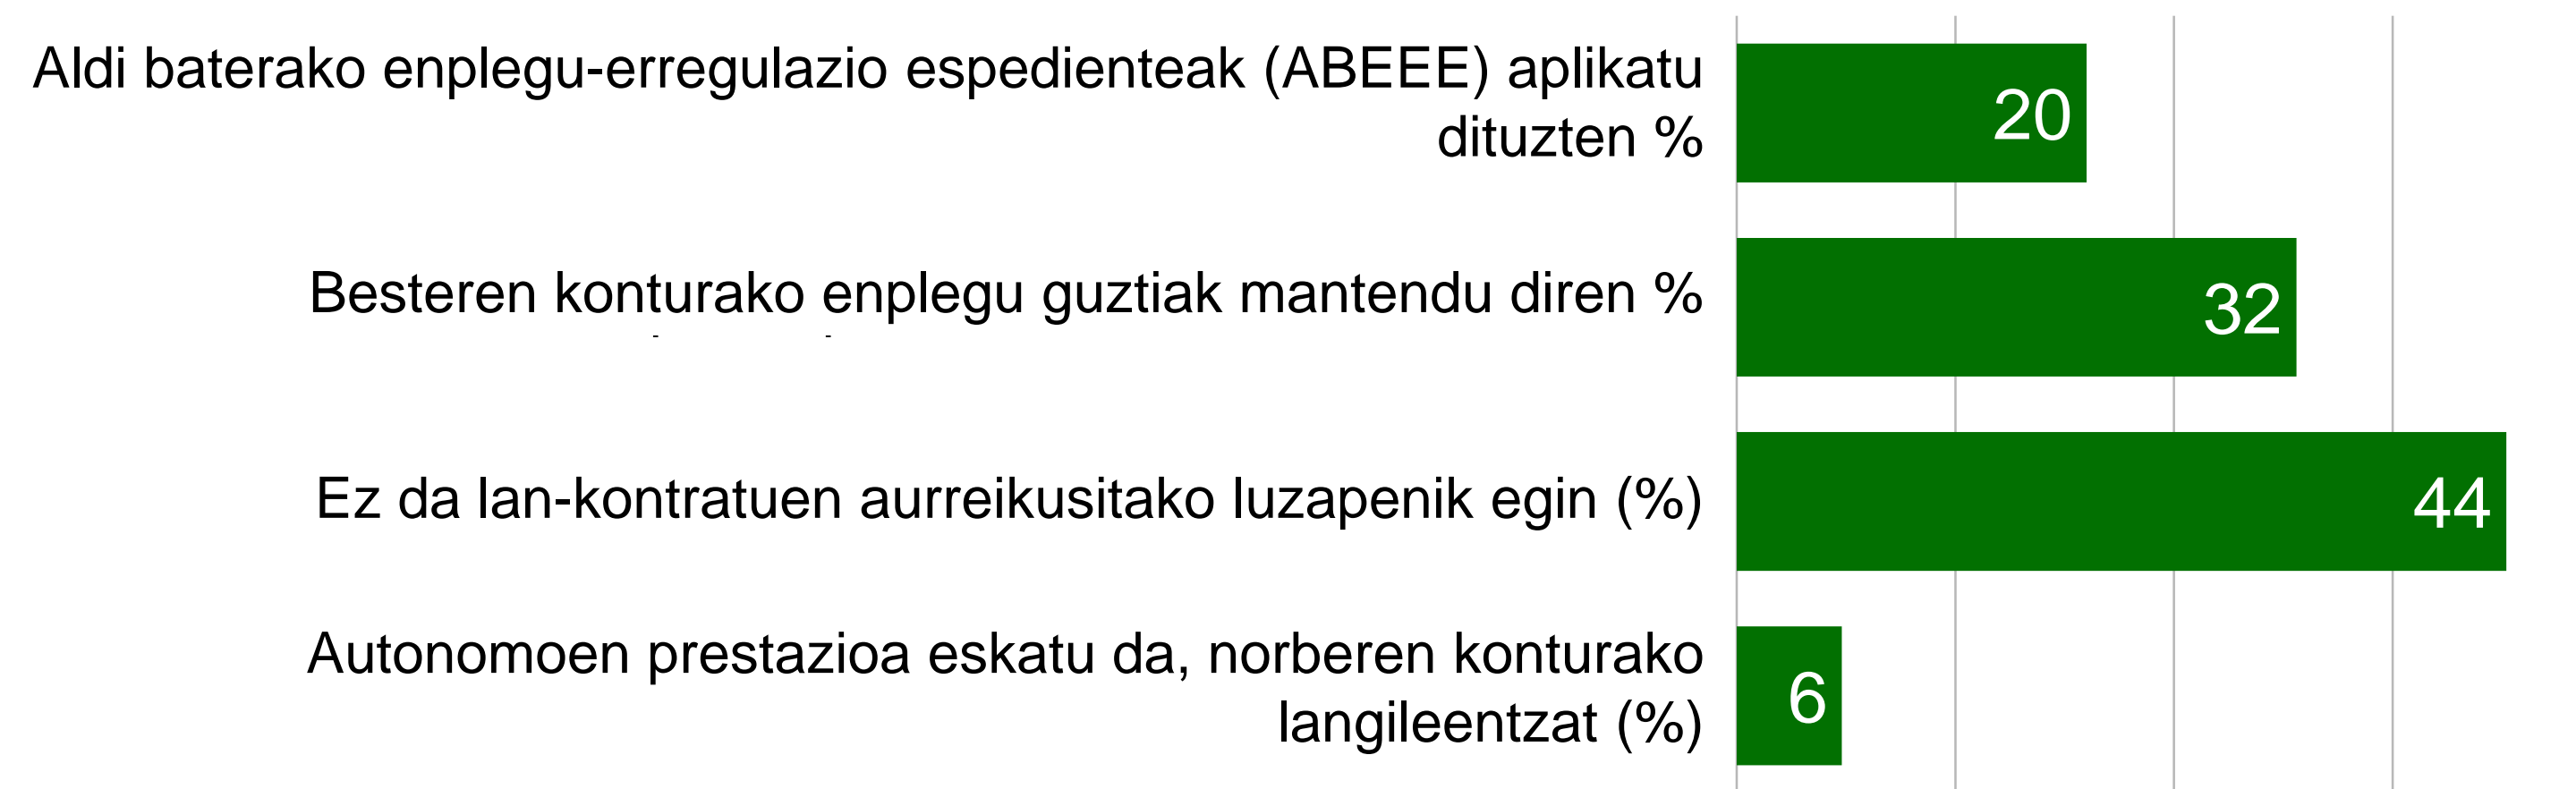 Aldi baterako enplegu-erregulazio espedienteak (ABEEE) aplikatu
dituzten %
20
Besteren konturako enplegu guztiak mantendu diren %
32
Ez da lan-kontratuen aurreikusitako luzapenik egin (%)
44
Autonomoen prestazioa eskatu da, norberen konturako
langileentzat (%)
6